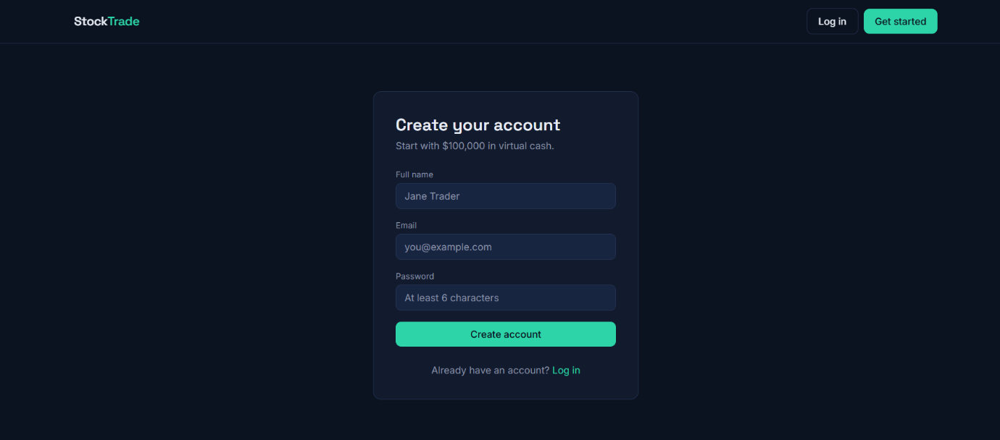 StockTrade
Log in
Get started
Create your account
Start with $100,000 in virtual cash.
Full name
Jane Trader
Email
you@example.com
Password
At least 6 characters
Create account
Already have an account? Log in